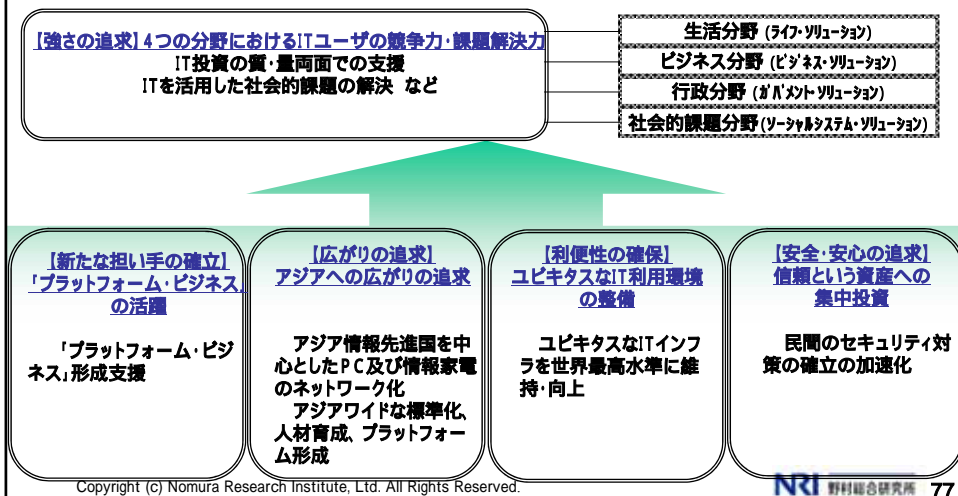 【強さの追求】4つの分野におけるITユーザの競争力・課題解決力
IT投資の質・量両面での支援
ITを活用した社会的課題の解決 など
生活分野 (ﾗｲﾌ･ｿﾘｭｰｼｮﾝ)
ビジネス分野 (ﾋﾞｼﾞﾈｽ･ｿﾘｭｰｼｮﾝ)
行政分野 (ｶﾞﾊﾞﾒﾝﾄ ｿﾘｭｰｼｮﾝ)
社会的課題分野(ｿｰｼｬﾙｼｽﾃﾑ･ｿﾘｭｰｼｮﾝ)
【新たな担い手の確立】
「プラットフォーム・ビジネス」
の活躍
「プラットフォーム・ビジ
ネス」形成支援
【広がりの追求】
アジアへの広がりの追求
アジア情報先進国を中
心としたPC及び情報家電
のネットワーク化
アジアワイドな標準化、
人材育成、プラットフォー
ム形成
【利便性の確保】
ユビキタスなIT利用環境
の整備
ユビキタスなITインフ
ラを世界最高水準に維
持・向上
【安全・安心の追求】
信頼という資産への
集中投資
民間のセキュリティ対
策の確立の加速化
Copyright (c) Nomura Research Institute, Ltd. All Rights Reserved.
NRI 野村総合研究所 77